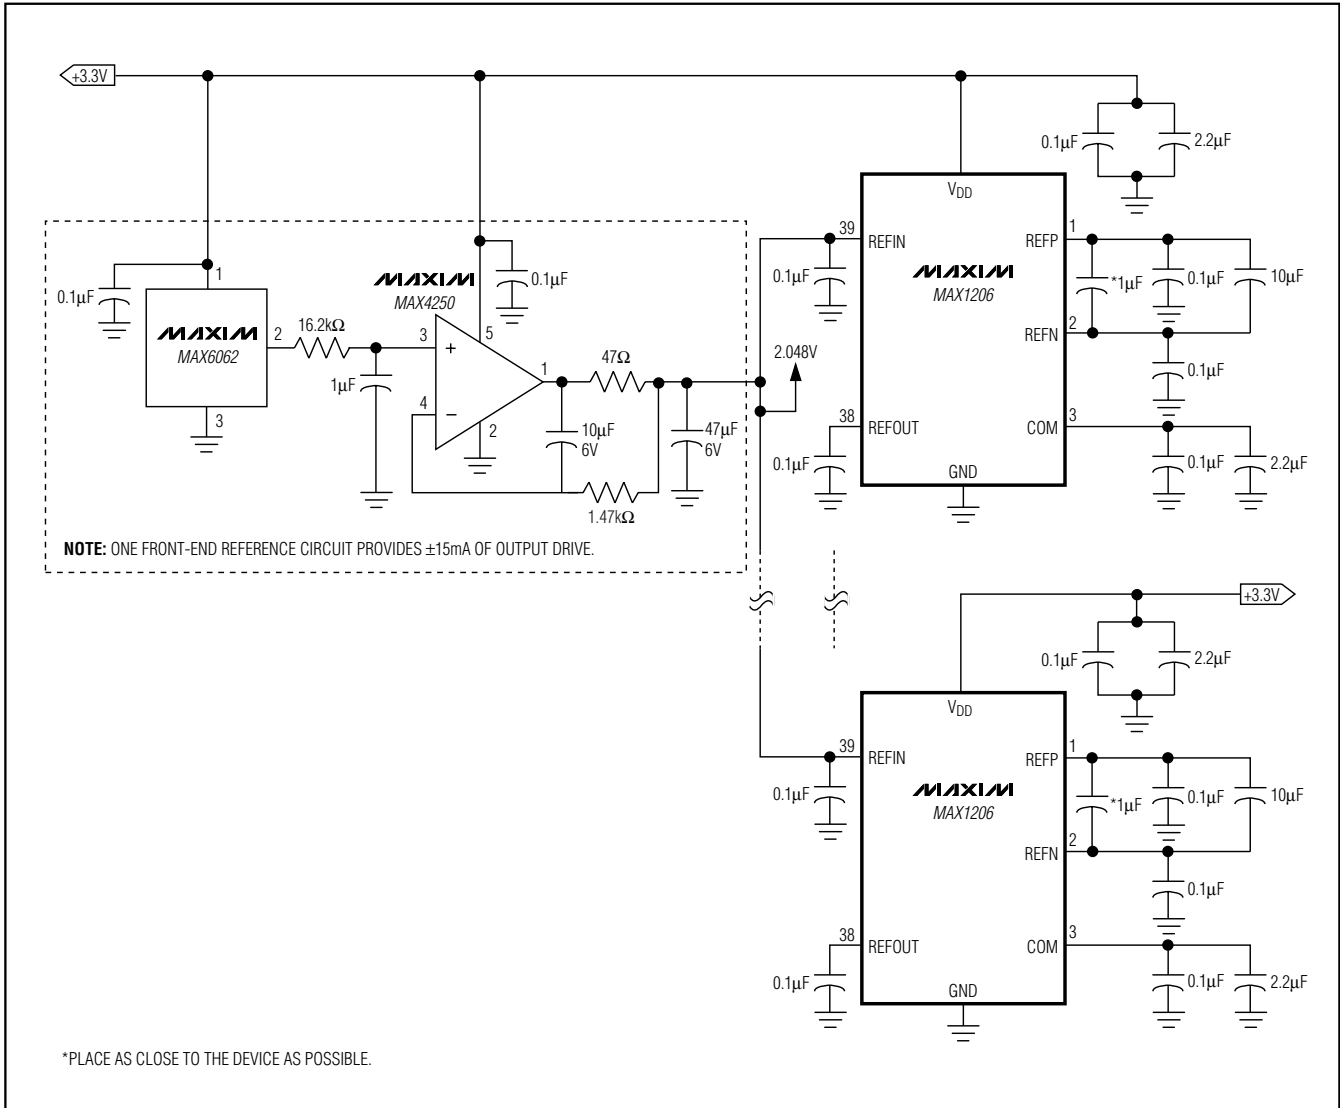 +3.3V
0.1µF
2.2µF
VDD
39
REFIN
REFP
1
0.1µF
MAXIM
MAX1206
*1µF
0.1µF
10µF
REFN
2
0.1µF
38
REFOUT
COM
3
0.1µF
GND
0.1µF
2.2µF
0.1µF
1
MAXIM
MAX6062
2
3
16.2kΩ
1µF
MAXIM
MAX4250
0.1µF
3
+
5
4
−
2
1
47Ω
10µF
6V
47µF
6V
1.47kΩ
2.048V
NOTE: ONE FRONT-END REFERENCE CIRCUIT PROVIDES ±15mA OF OUTPUT DRIVE.
+3.3V
0.1µF
2.2µF
VDD
39
REFIN
REFP
1
0.1µF
MAXIM
MAX1206
*1µF
0.1µF
10µF
REFN
2
0.1µF
38
REFOUT
COM
3
0.1µF
GND
0.1µF
2.2µF
*PLACE AS CLOSE TO THE DEVICE AS POSSIBLE.